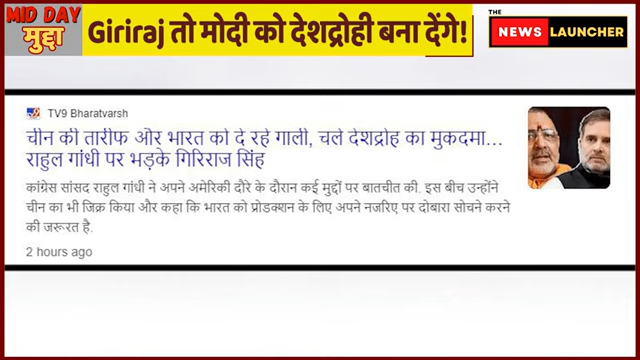 MID DAY
मुद्दा
Giriraj तो मोदी को देशद्रोही बना देंगे!
THE
NEWS LAUNCHER
TV9 Bharatvarsh
चीन की तारीफ और भारत को दे रहे गाली, चले देशद्रोह का मुकदमा...
राहुल गांधी पर भड़के गिरिराज सिंह
कांग्रेस सांसद राहुल गांधी ने अपने अमेरिकी दौरे के दौरान कई मुद्दों पर बातचीत की. इस बीच उन्होंने
चीन का भी जिक्र किया और कहा कि भारत को प्रोडक्शन के लिए अपने नजरिए पर दोबारा सोचने करने
की जरूरत है.
2 hours ago